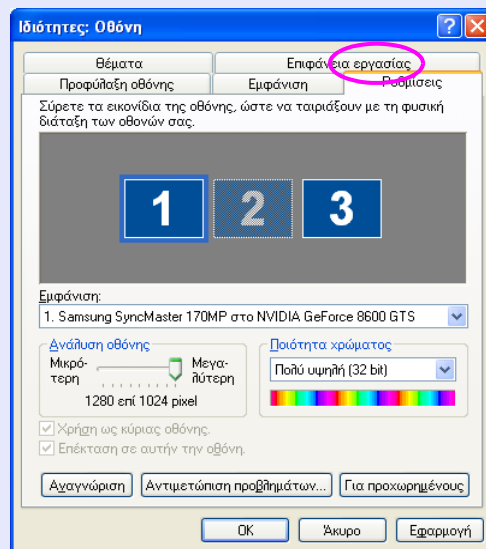 Ιδιότητες: Οθόνη
Θέματα Επιφάνεια εργασίας
Προφύλαξη οθόνης Εμφάνιση Ρυθμίσεις
Σύρετε τα εικονίδια της οθόνης, ώστε να ταιριάξουν με τη φυσική
διάταξη των οθονών σας.
1 2 3
Εμφάνιση:
1. Samsung SyncMaster 170MP στο NVIDIA GeForce 8600 GTS
Ανάλυση οθόνης Ποιότητα χρώματος
Μικρό- Μεγα-
τερη λύτερη
Πολύ υψηλή (32 bit)
1280 επί 1024 pixel
Χρήση ως κύριας οθόνης.
Επέκταση σε αυτήν την οθόνη.
Αναγνώριση Αντιμετώπιση προβλημάτων... Για προχωρημένους
OK Άκυρο Εφαρμογή